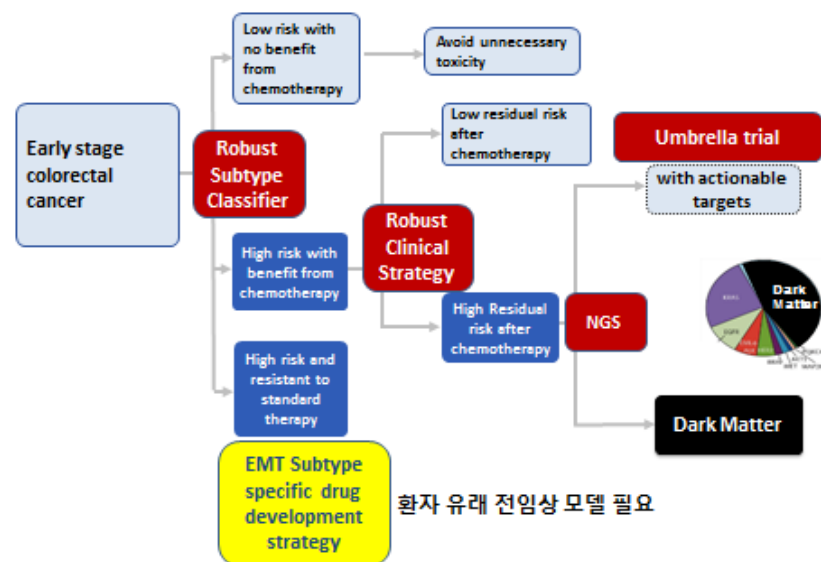 Low risk with
no benefit
from
chemotherapy
Avoid unnecessary
toxicity
Early stage
colorectal
cancer
Robust
Subtype
Classifier
Low residual risk
after
chemotherapy
Umbrella trial
with actionable
targets
High risk with
benefit from
chemotherapy
Robust
Clinical
Strategy
High Residual
risk after
chemotherapy
NGS
Dark
Matter
KRAS
EGFR
High risk and
resistant to
standard
therapy
Dark Matter
EMT Subtype
specific drug
development
strategy
환자 유래 전임상 모델 필요